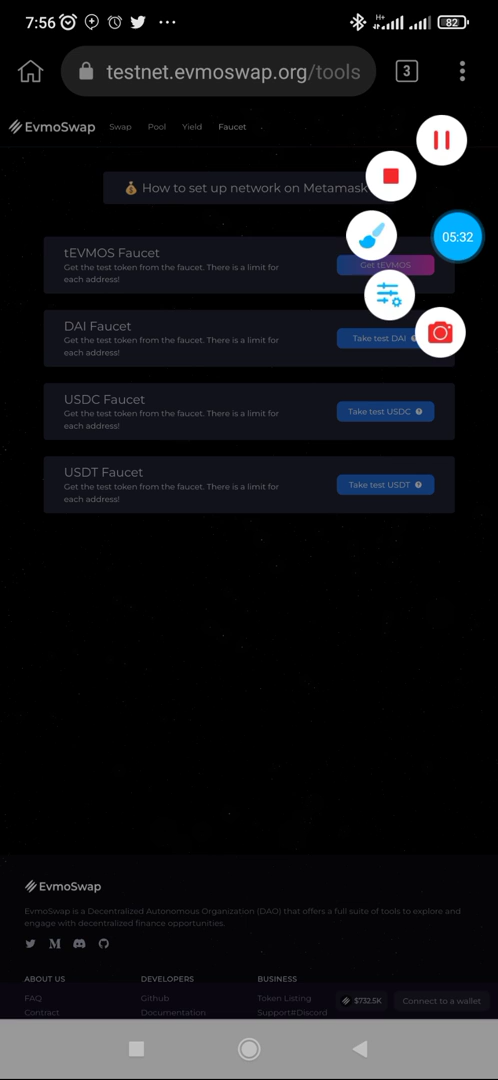 7:56
H+
82
testnet.evmoswap.org/tools
3
EvmoSwap Swap Pool Yield Faucet
💰 How to set up network on Metamask
05:32
tEVMOS Faucet
Get the test token from the faucet. There is a limit for
each address!
Get tEVMOS
DAI Faucet
Get the test token from the faucet. There is a limit for
each address!
Take test DAI
USDC Faucet
Get the test token from the faucet. There is a limit for
each address!
Take test USDC
USDT Faucet
Get the test token from the faucet. There is a limit for
each address!
Take test USDT
EvmoSwap
EvmoSwap is a Decentralized Autonomous Organization (DAO) that offers a full suite of tools to explore and
engage with decentralized finance opportunities.
ABOUT US DEVELOPERS BUSINESS
FAQ Github Token Listing
$732.5K Connect to a wallet
Contract Documentation Support#Discord